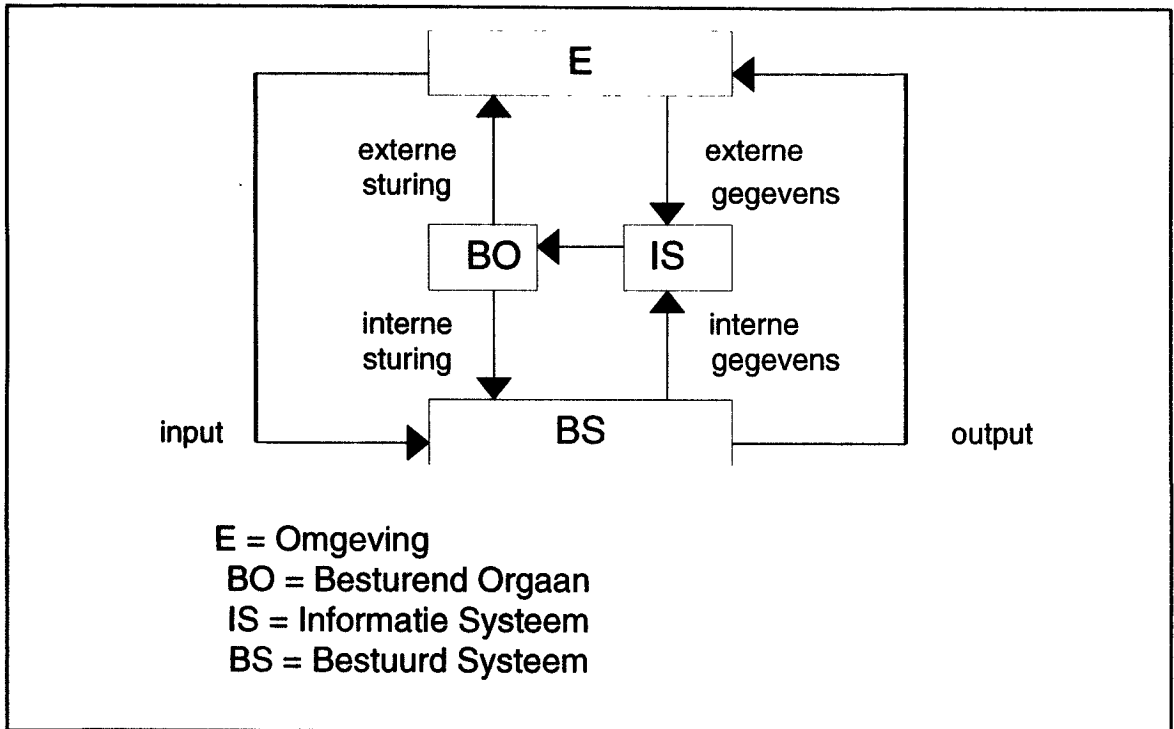 E
externe
sturing
externe
gegevens
BO
IS
interne
sturing
interne
gegevens
input
BS
output
E = Omgeving
BO = Besturend Orgaan
IS = Informatie Systeem
BS = Bestuurd Systeem